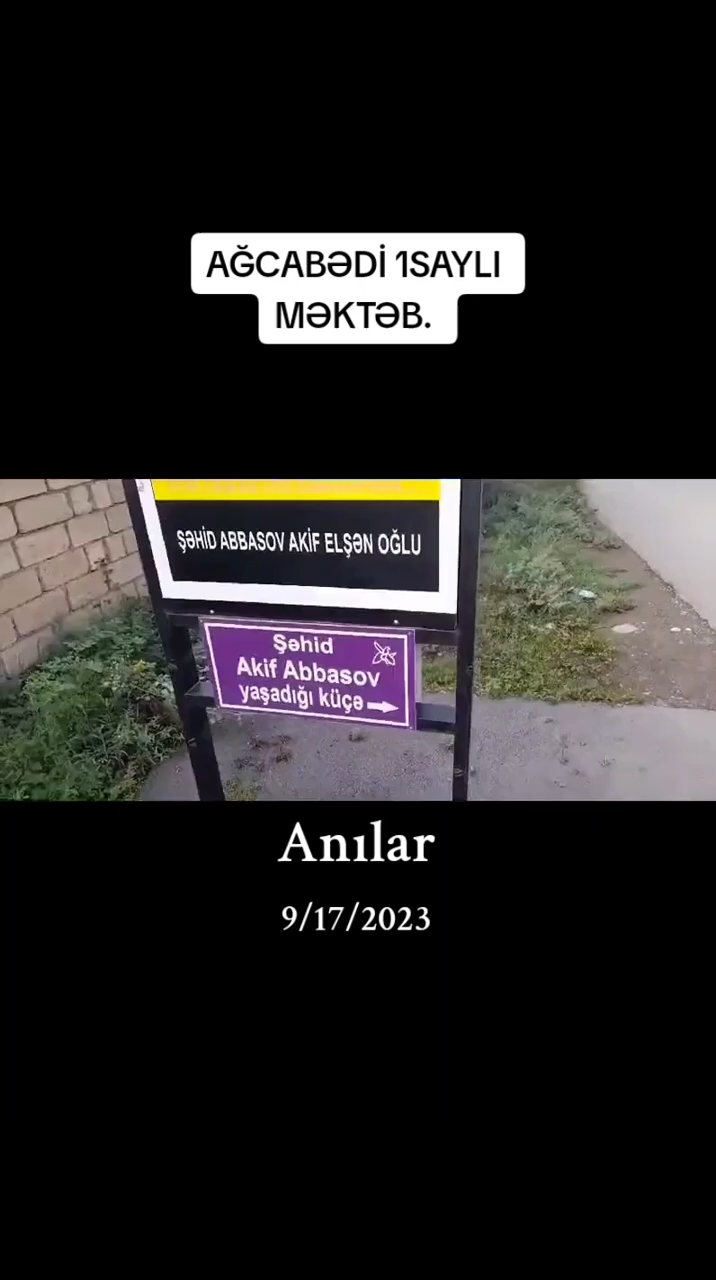 AĞCABƏDİ 1SAYLI
MƏKTƏB.
ŞƏHİD ABBASOV AKİF ELŞƏN OĞLU
Şəhid
Akif Abbasov
yaşadığı küçə
Anılar
9/17/2023